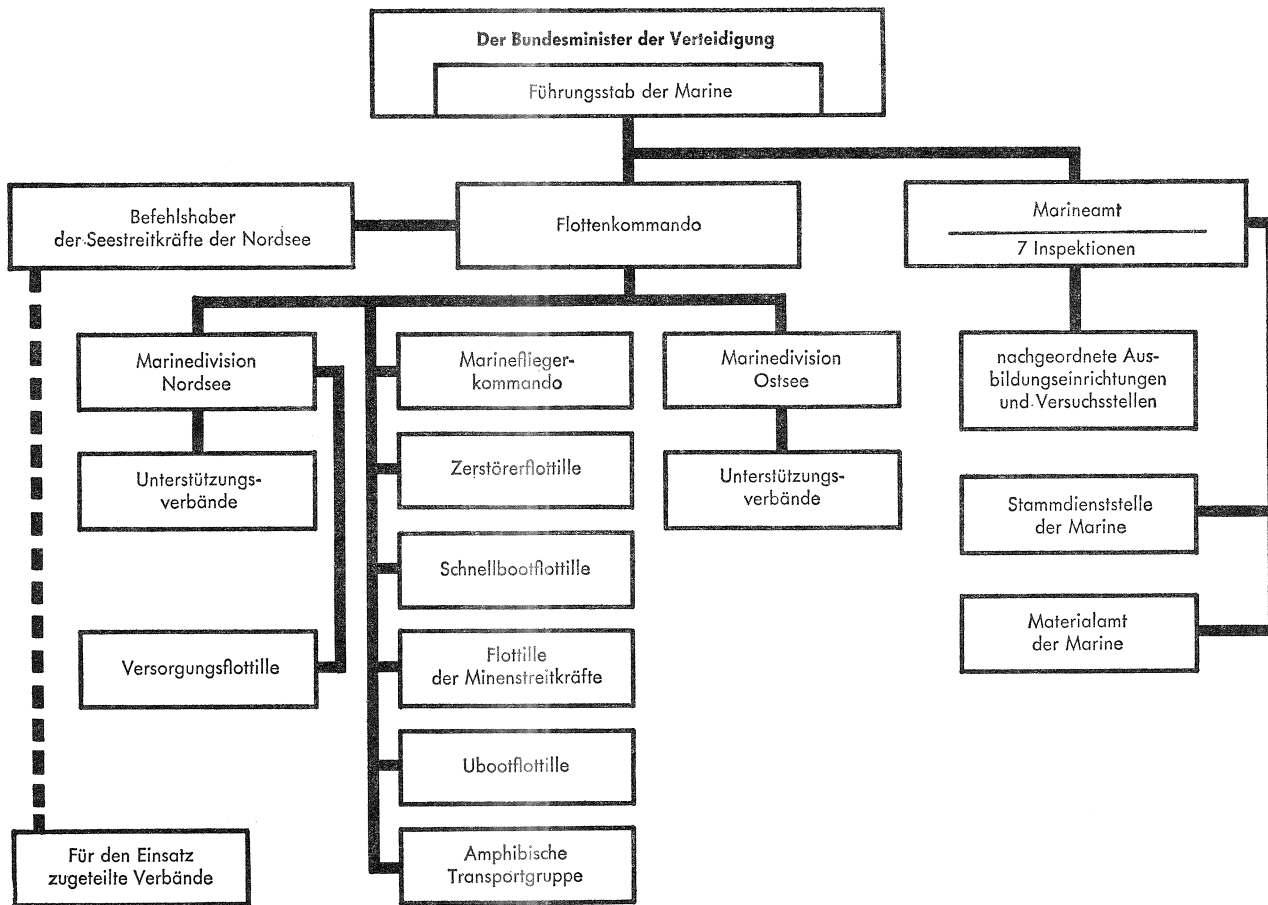 Der Bundesminister der Verteidigung
Führungsstab der Marine
Befehlshaber
der Seestreitkräfte der Nordsee
Flottenkommando
Marineamt
7 Inspektionen
Marinedivision
Nordsee
Marineflieger-
kommando
Marinedivision
Ostsee
nachgeordnete Aus-
bildungseinrichtungen
und Versuchsstellen
Unterstützungs-
verbände
Zerstörerflottille
Unterstützungs-
verbände
Stammdienststelle
der Marine
Schnellbootflottille
Materialamt
der Marine
Versorgungsflottille
Flottille
der Minenstreitkräfte
Ubootflottille
Für den Einsatz
zugeteilte Verbände
Amphibische
Transportgruppe